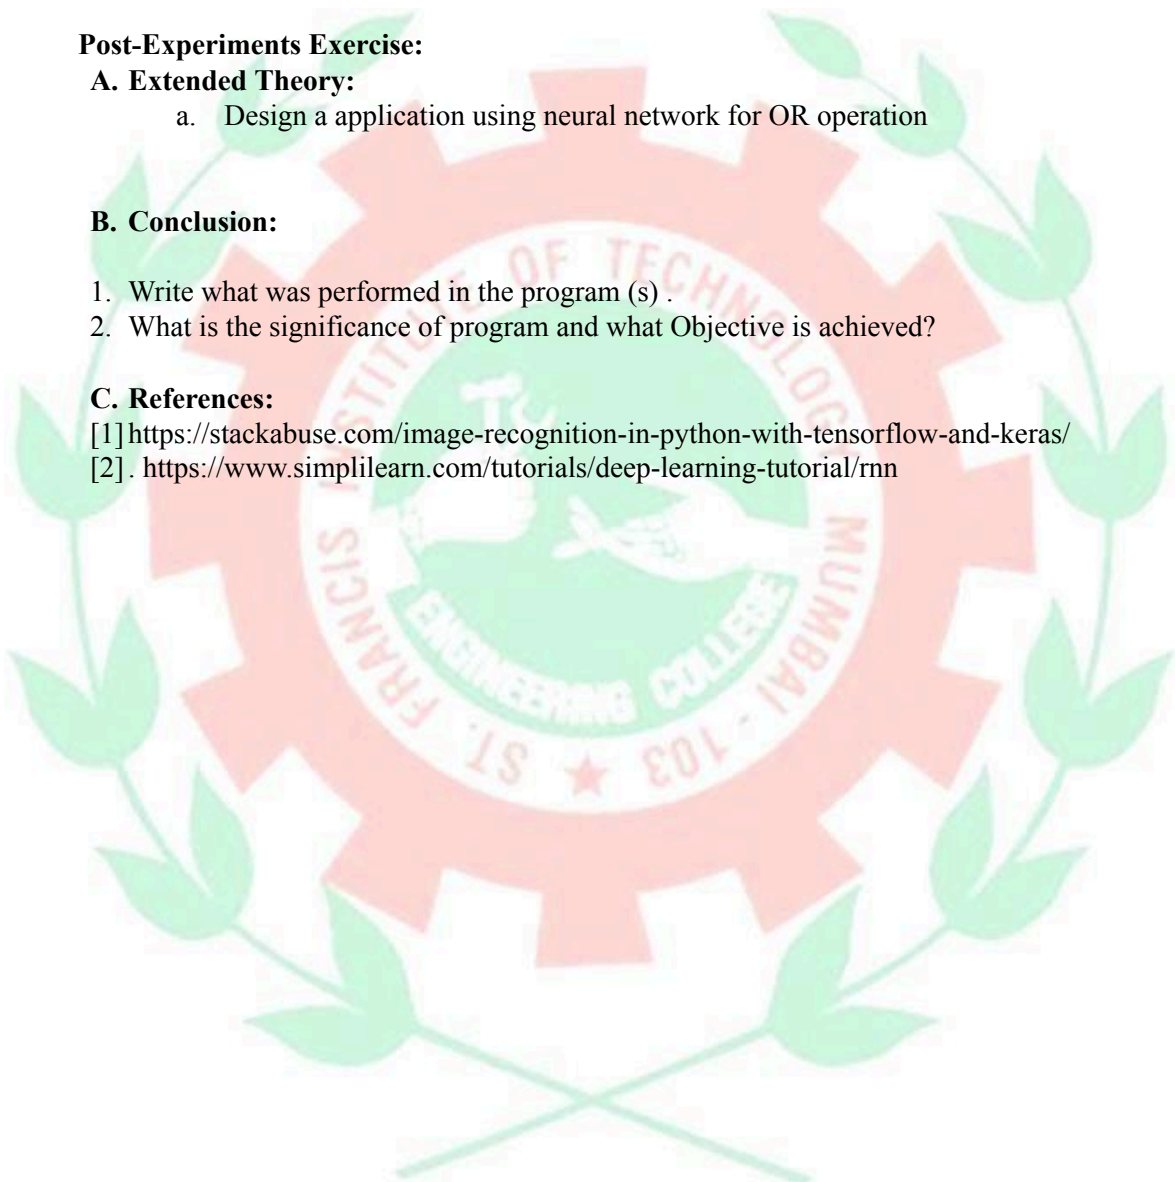 Post-Experiments Exercise:
A. Extended Theory:
a. Design a application using neural network for OR operation
B. Conclusion:
1. Write what was performed in the program (s) .
2. What is the significance of program and what Objective is achieved?
C. References:
[1] https://stackabuse.com/image-recognition-in-python-with-tensorflow-and-keras/
[2] . https://www.simplilearn.com/tutorials/deep-learning-tutorial/rnn
ST. FRANCIS INSTITUTE OF TECHNOLOGY MUMBAI - 103
ENGINEERING COLLEGE